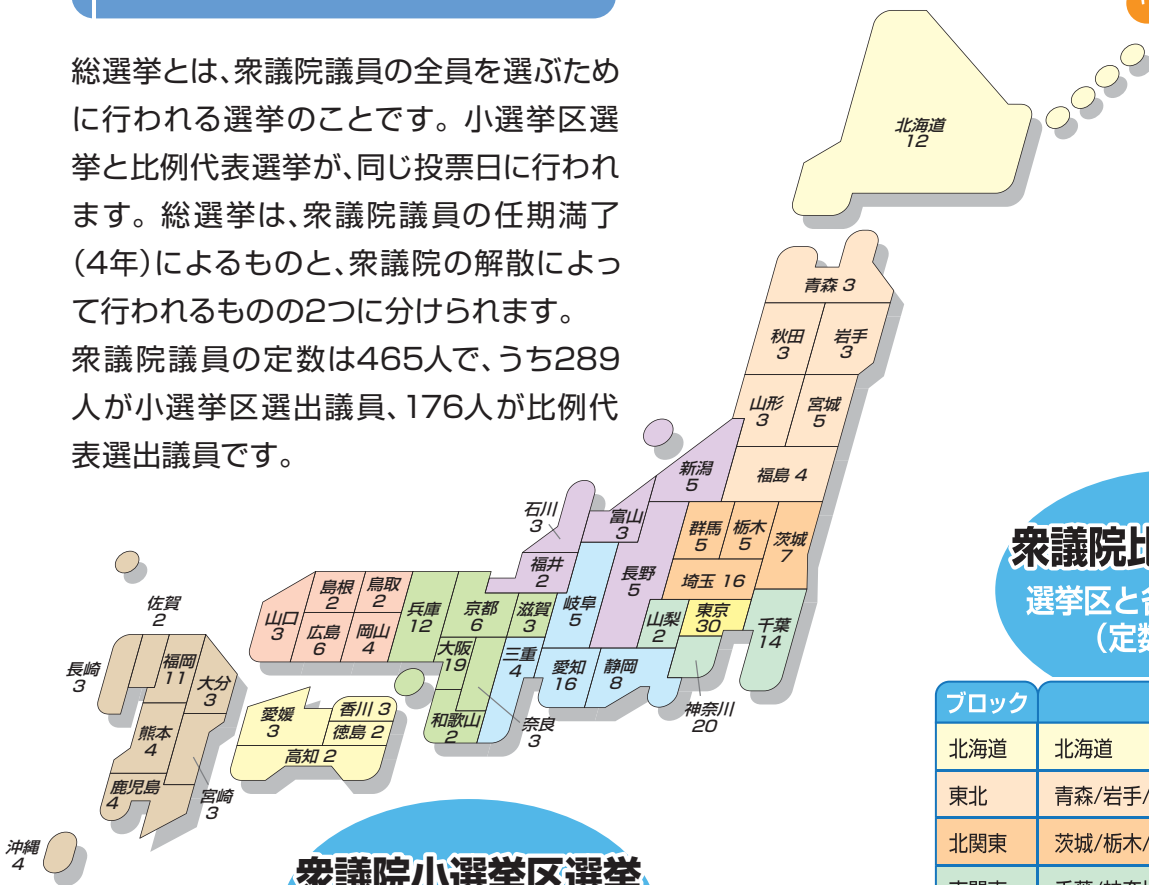 総選挙とは、衆議院議員の全員を選ぶため
に行われる選挙のことです。小選挙区選
挙と比例代表選挙が、同じ投票日に行われ
ます。総選挙は、衆議院議員の任期満了
(4年)によるものと、衆議院の解散によっ
て行われるものの2つに分けられます。
衆議院議員の定数は465人で、うち289
人が小選挙区選出議員、176人が比例代
表選出議員です。
北海道
12
青森 3
秋田
3
岩手
3
山形
3
宮城
5
福島 4
新潟
5
石川
3
富山
3
福井
2
長野
5
群馬
5
栃木
5
茨城
7
埼玉 16
山梨
2
東京
30
千葉
14
神奈川
20
岐阜
5
愛知
16
静岡
8
三重
4
島根
2
鳥取
2
山口
3
広島
6
岡山
4
兵庫
12
京都
6
滋賀
3
大阪
19
和歌山
2
奈良
3
愛媛
3
香川 3
徳島 2
高知 2
佐賀
2
長崎
3
福岡
11
大分
3
熊本
4
鹿児島
4
宮崎
3
沖縄
4
衆議院小選挙区選挙
衆議院比
選挙区と各
(定数
ブロック
北海道 北海道
東北 青森/岩手/
北関東 茨城/栃木/